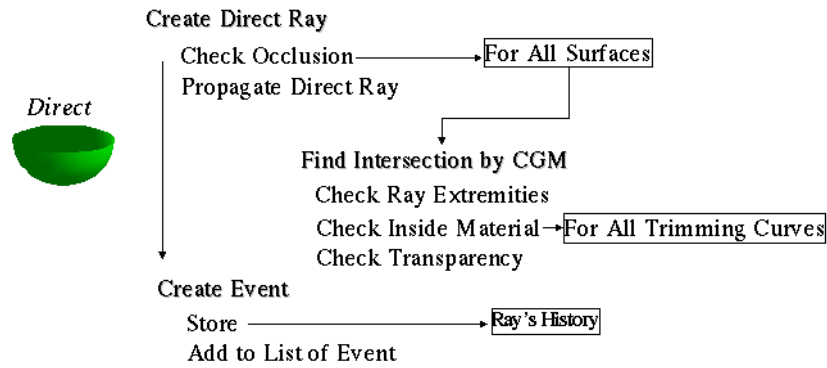 Create Direct Ray
Check Occlusion
For All Surfaces
Propagate Direct Ray
Direct
Find Intersection by CGM
Check Ray Extremities
Check Inside Material
For All Trimming Curves
Check Transparency
Create Event
Store
Ray's History
Add to List of Event